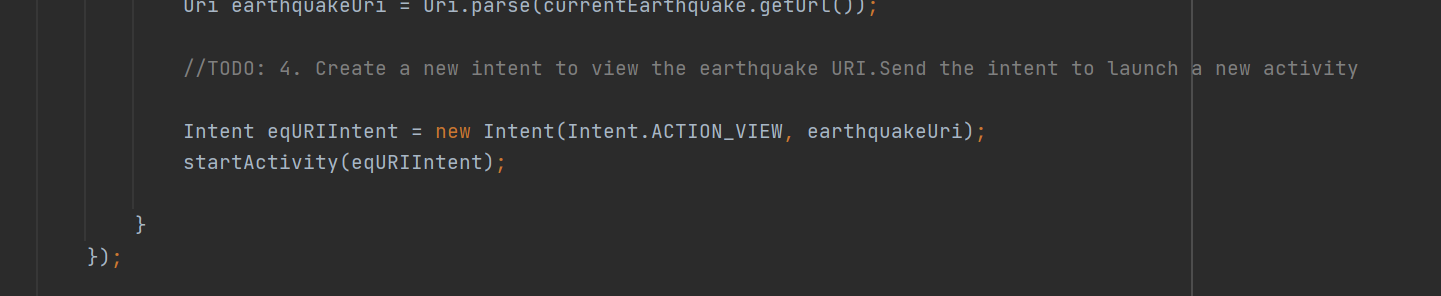 Uri earthquakeUri = Uri.parse(currentEarthquake.getUrl());
//TODO: 4. Create a new intent to view the earthquake URI.Send the intent to launch a new activity
Intent eqURIIntent = new Intent(Intent.ACTION_VIEW, earthquakeUri);
startActivity(eqURIIntent);
}
});